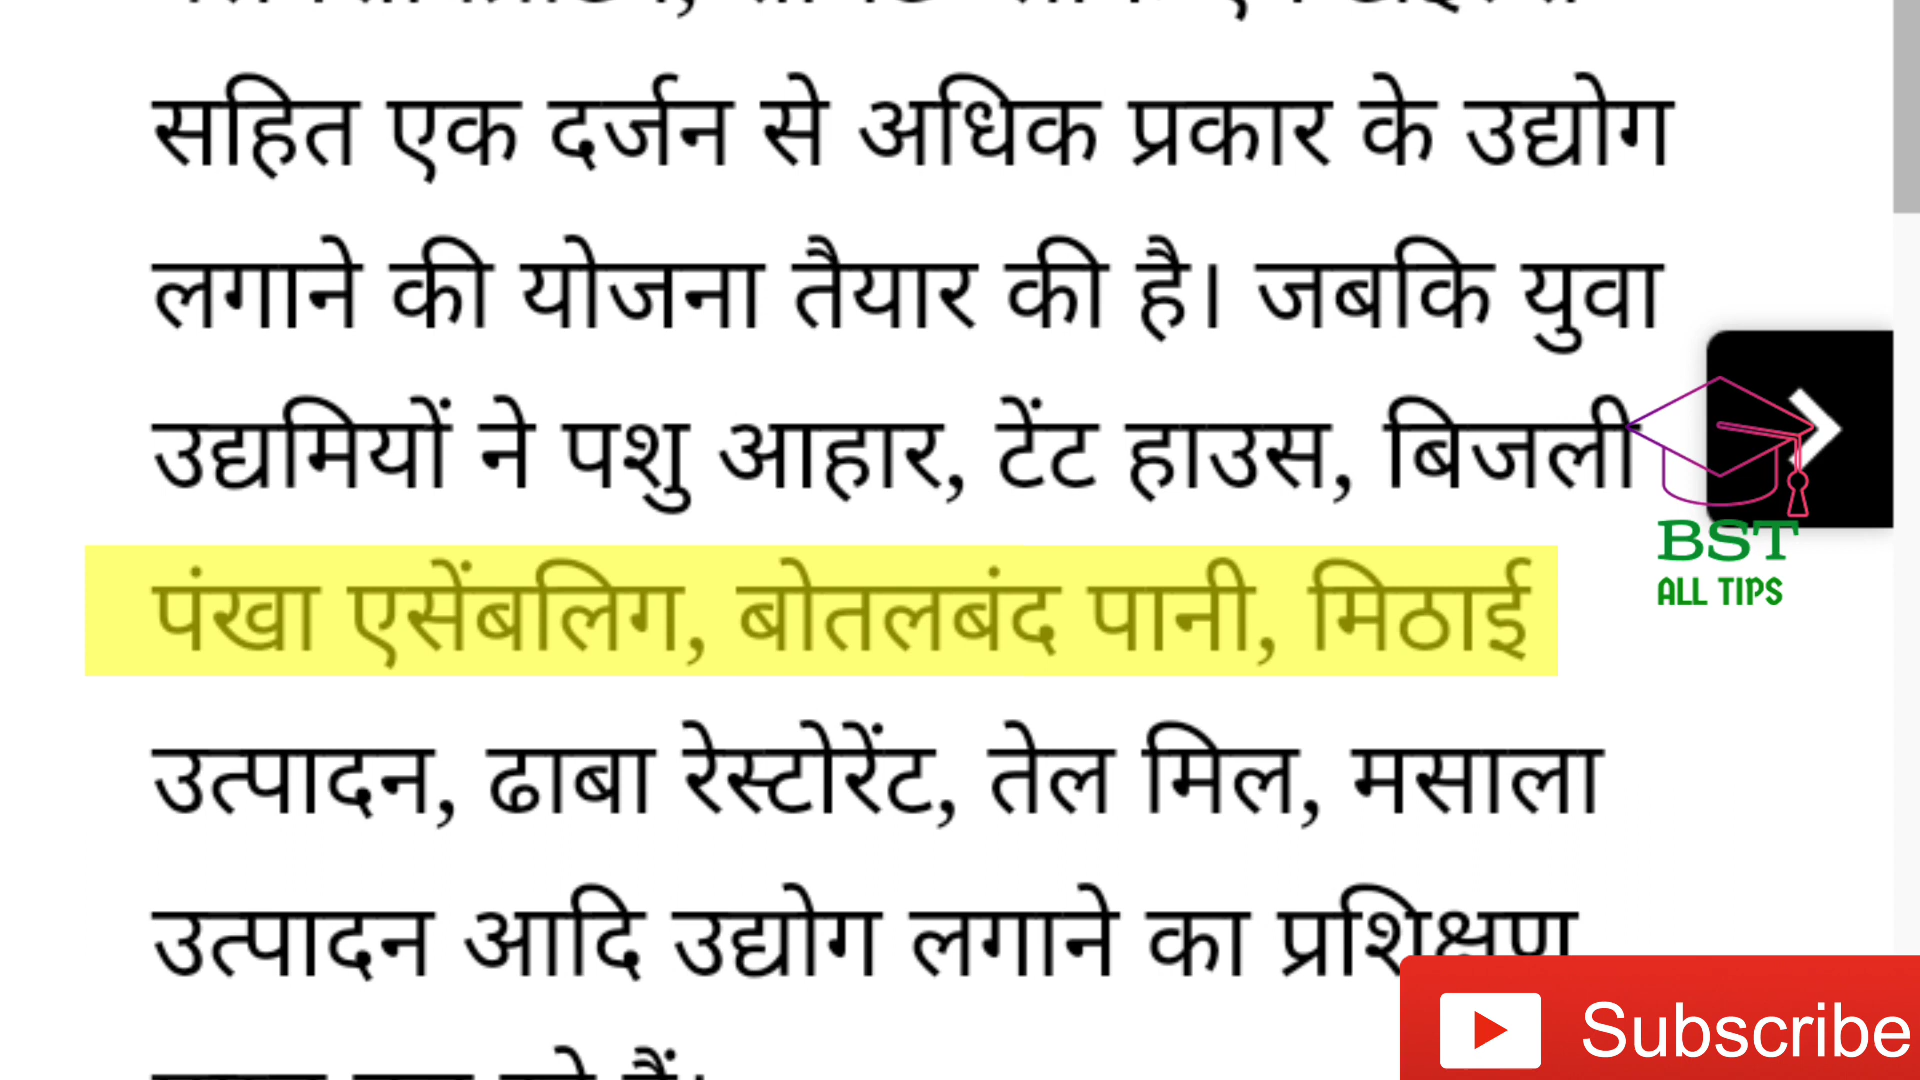 सहित एक दर्जन से अधिक प्रकार के उद्योग
लगाने की योजना तैयार की है। जबकि युवा
उद्यमियों ने पशु आहार, टेंट हाउस, बिजली
पंखा एसेंबलिग, बोतलबंद पानी, मिठाई
BST
ALL TIPS
उत्पादन, ढाबा रेस्टोरेंट, तेल मिल, मसाला
उत्पादन आदि उद्योग लगाने का प्रशिक्षण
Subscribe